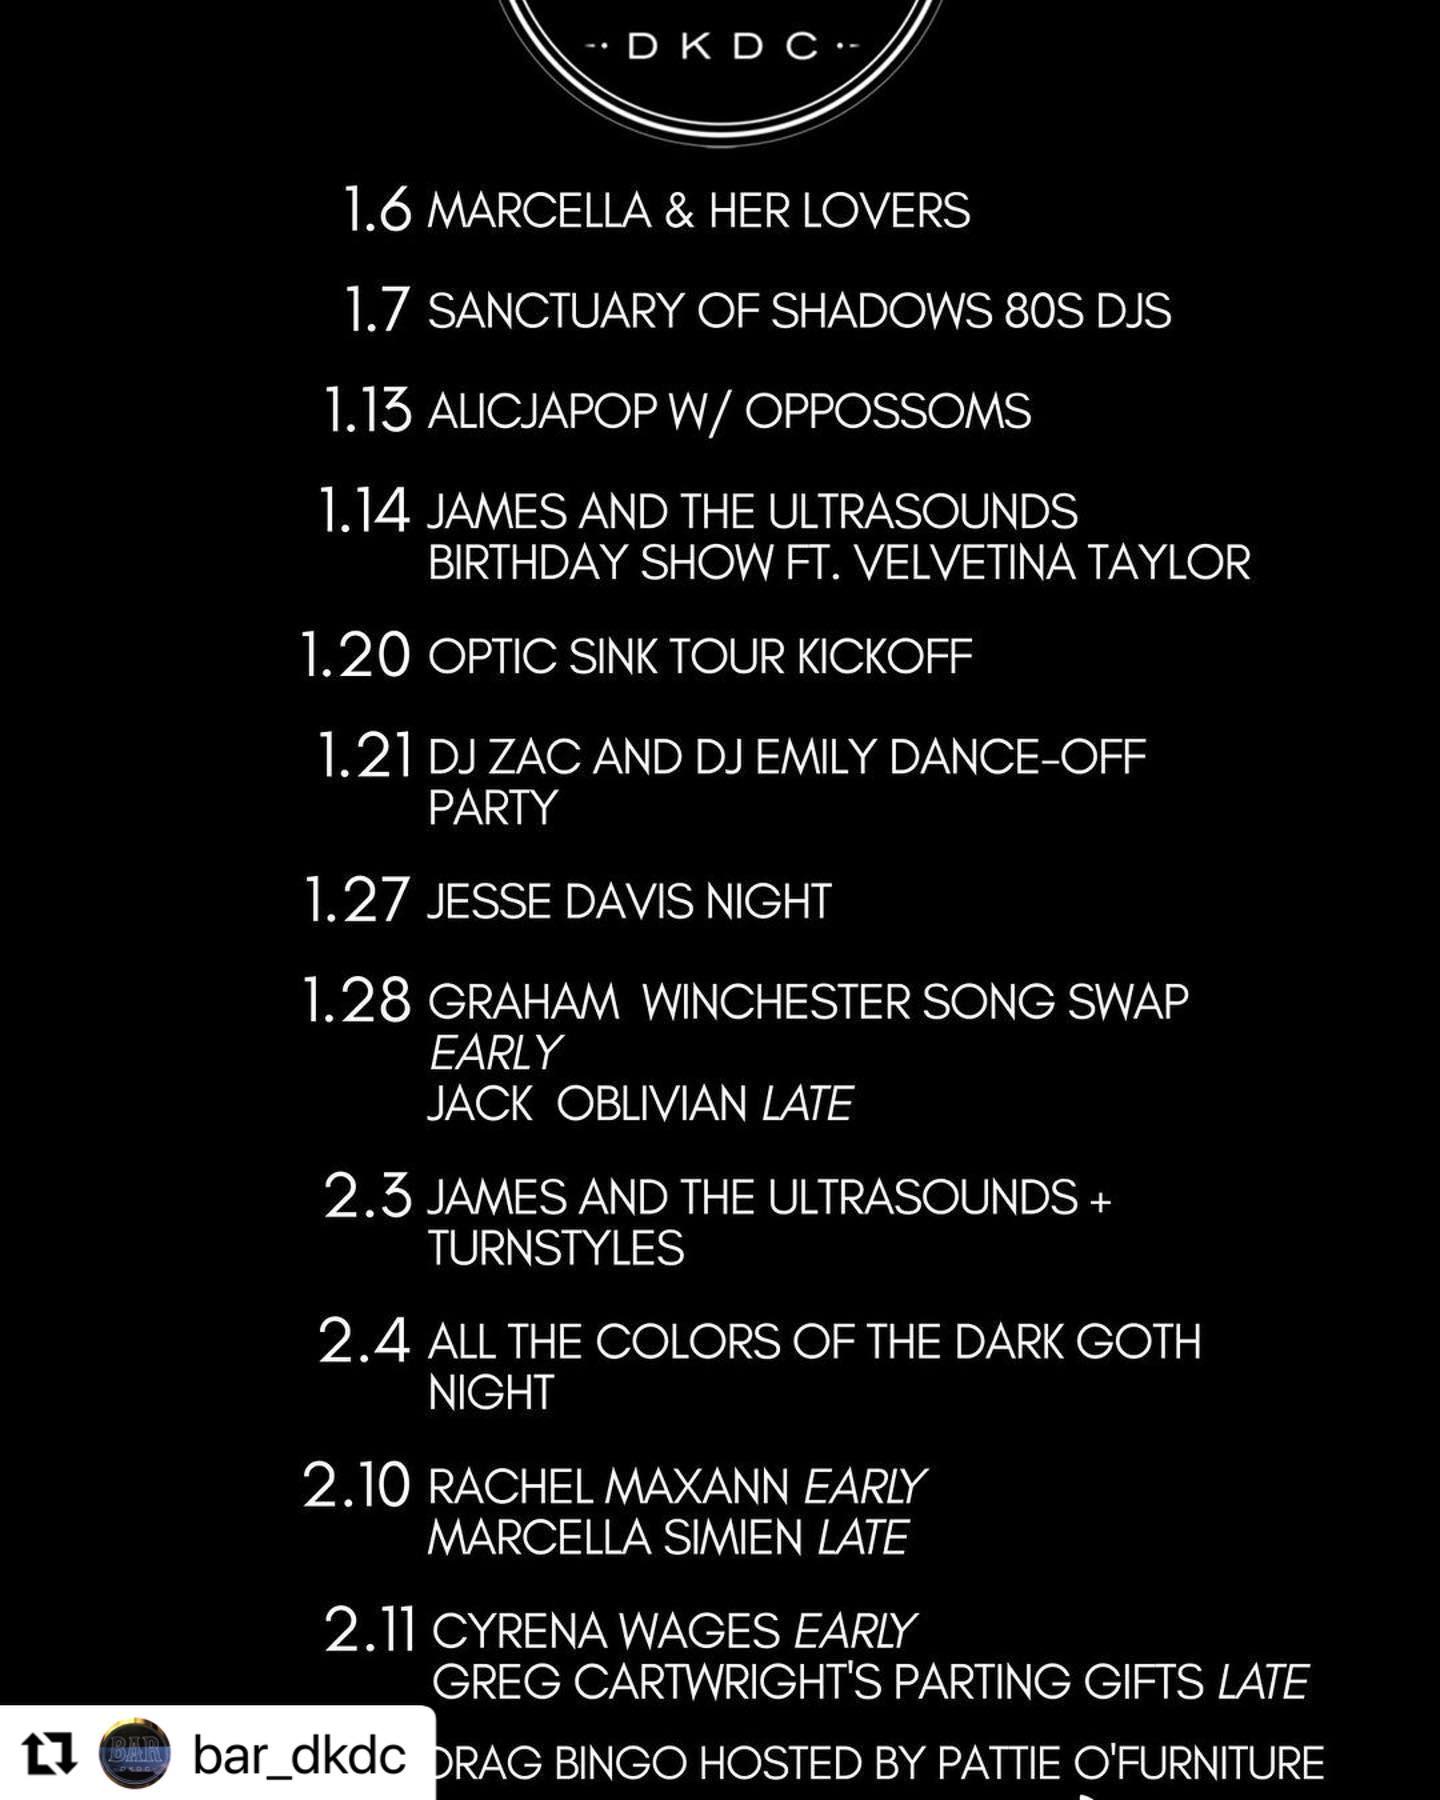 DKDC
1.6 MARCELLA & HER LOVERS
1.7 SANCTUARY OF SHADOWS 80S DJS
1.13 ALICJAPOP W/ OPPOSSOMS
1.14 JAMES AND THE ULTRASOUNDS
BIRTHDAY SHOW FT. VELVETINA TAYLOR
1.20 OPTIC SINK TOUR KICKOFF
1.21 DJ ZAC AND DJ EMILY DANCE-OFF
PARTY
1.27 JESSE DAVIS NIGHT
1.28 GRAHAM WINCHESTER SONG SWAP
EARLY
JACK OBLIVIAN LATE
2.3 JAMES AND THE ULTRASOUNDS +
TURNSTYLES
2.4 ALL THE COLORS OF THE DARK GOTH
NIGHT
2.10 RACHEL MAXANN EARLY
MARCELLA SIMIEN LATE
2.11 CYRENA WAGES EARLY
GREG CARTWRIGHT'S PARTING GIFTS LATE
DRAG BINGO HOSTED BY PATTIE O'FURNITURE
BAR
bar_dkdc